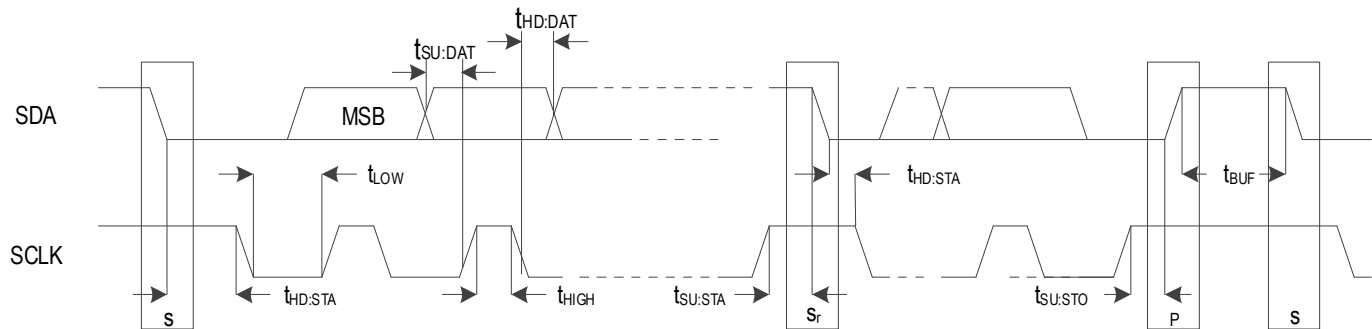 tHD:DAT
tSU:DAT
SDA
MSB
tLOW
tHD:STA
tBUF
SCLK
tHD:STA
tHIGH
tSU:STA
tSU:STO
S
Sr
P
S